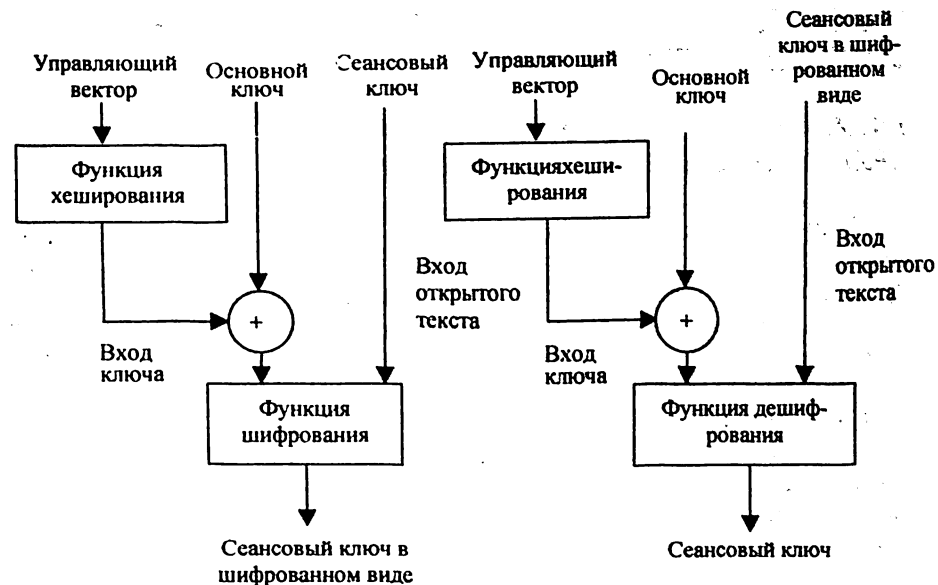 Управляющий
вектор
Основной
ключ
Сеансовый
ключ
Функция
хеширования
Вход
открытого
текста
+
Вход
ключа
Функция
шифрования
Сеансовый ключ в
шифрованном виде
Управляющий
вектор
Основной
ключ
Сеансовый
ключ в шиф-
рованном
виде
Функцияхеши-
рования
Вход
открытого
текста
+
Вход
ключа
Функция дешиф-
рования
Сеансовый ключ